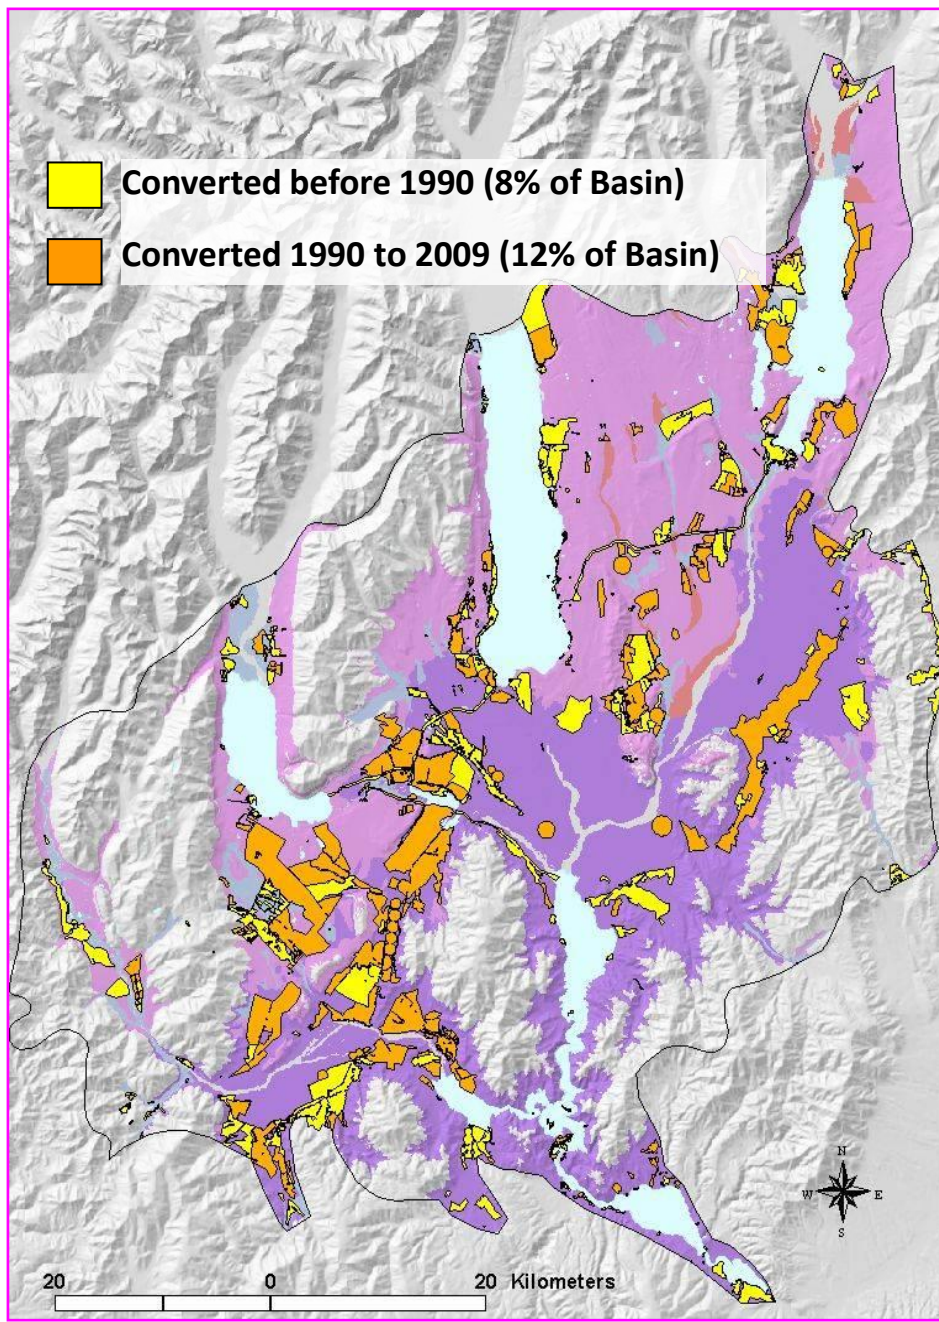 Converted before 1990 (8% of Basin)
Converted 1990 to 2009 (12% of Basin)
N
W E
S
20 0 20 Kilometers